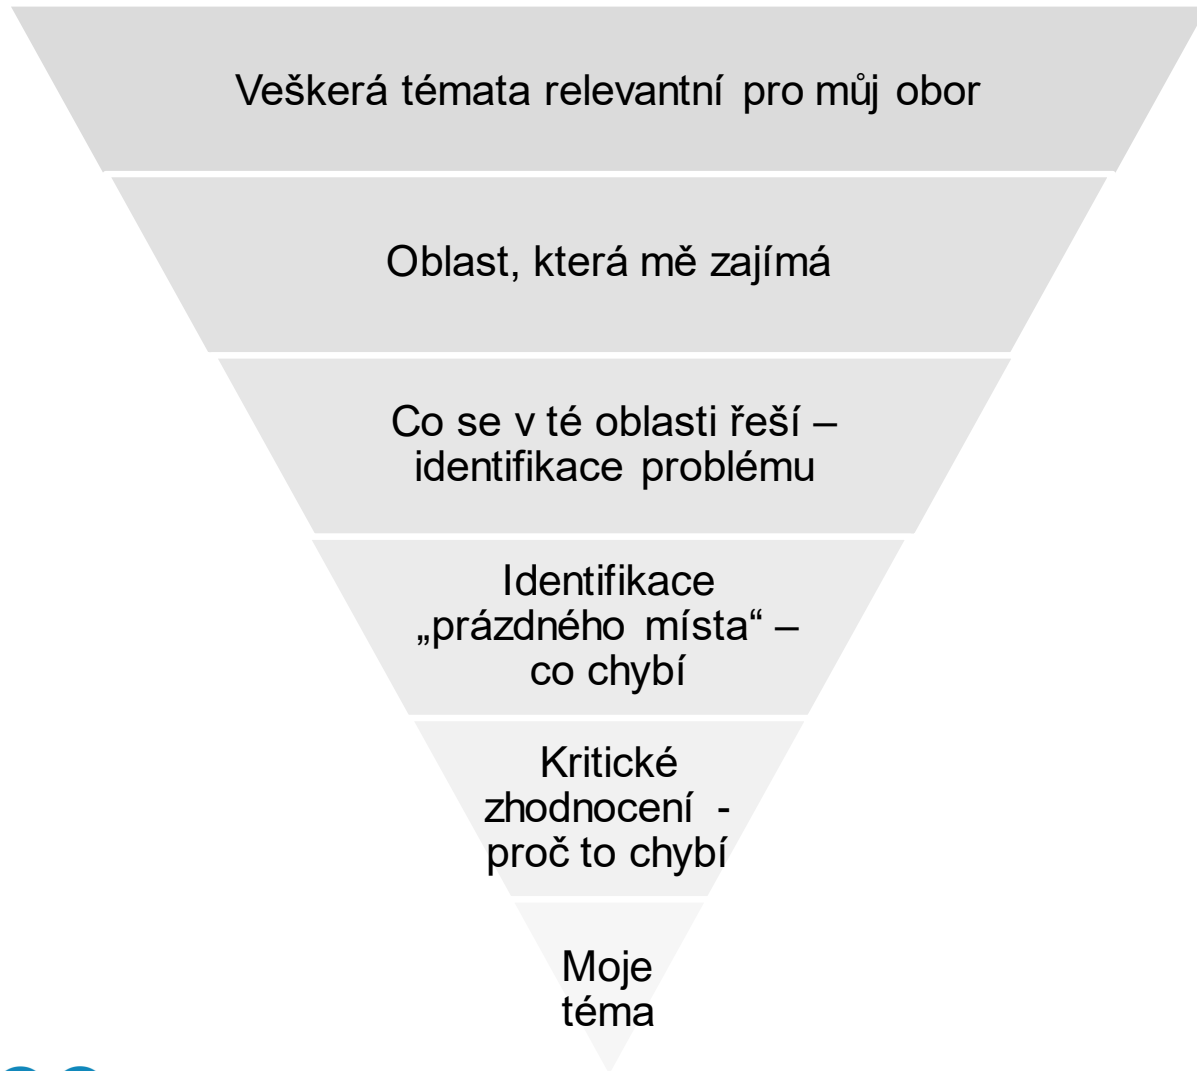 Veškerá témata relevantní pro můj obor
Oblast, která mě zajímá
Co se v té oblasti řeší –
identifikace problému
Identifikace
„prázdného místa“ –
co chybí
Kritické
zhodnocení -
proč to chybí
Moje
téma